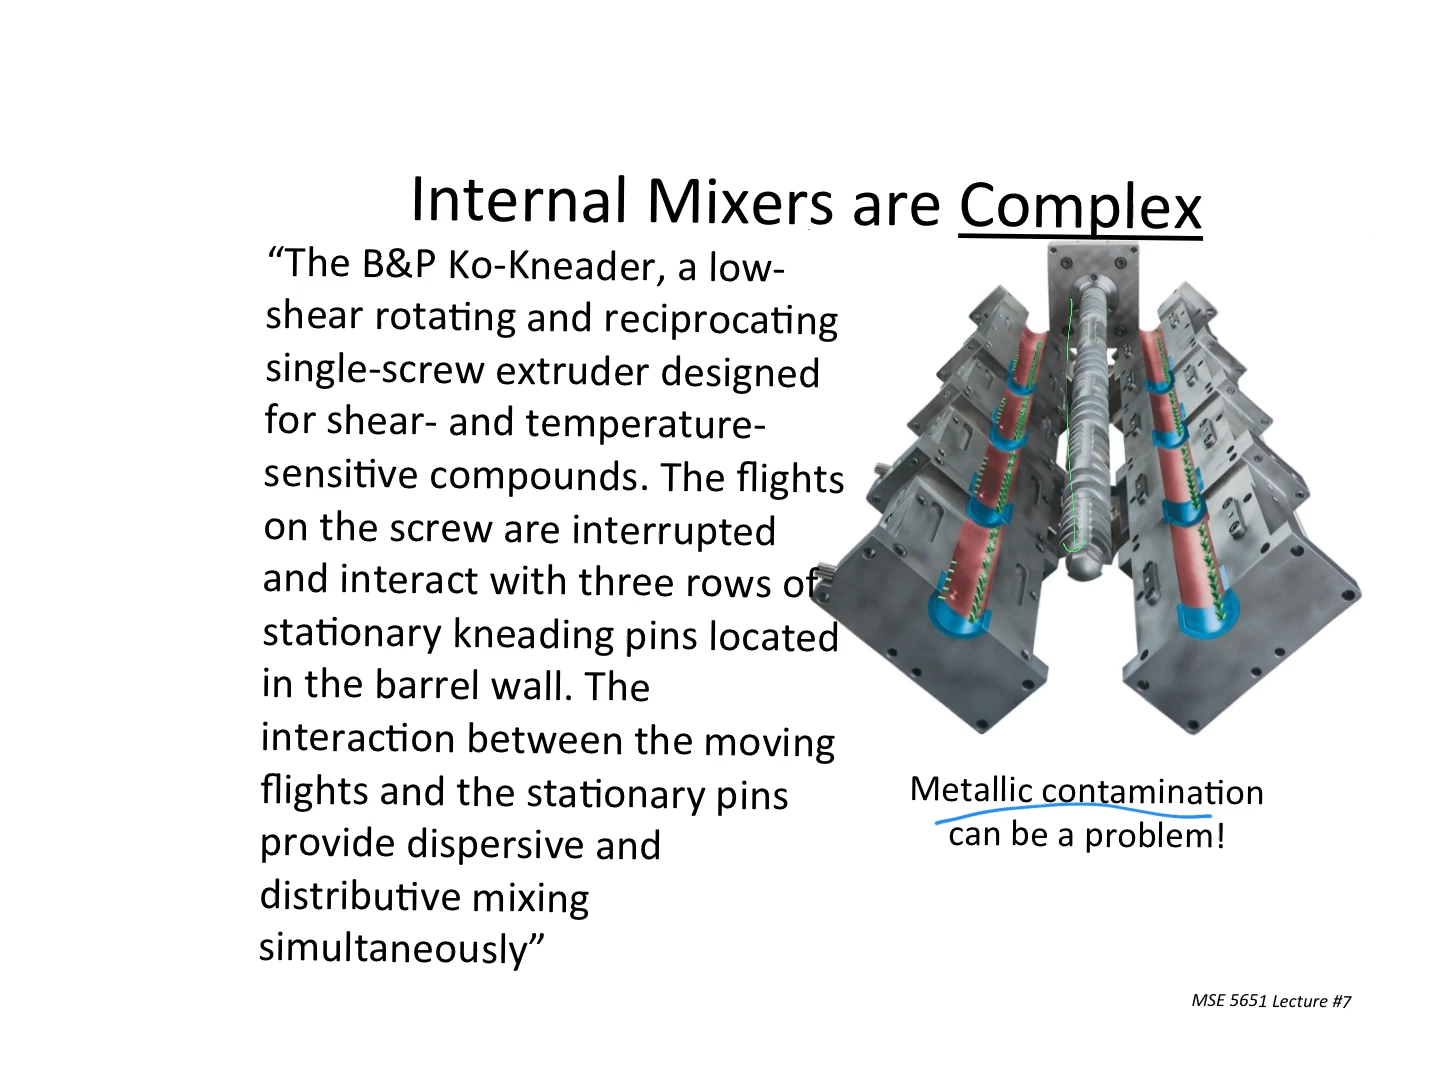 Internal Mixers are Complex
“The B&P Ko-Kneader, a low-
shear rotating and reciprocating
single-screw extruder designed
for shear- and temperature-
sensitive compounds. The flights
on the screw are interrupted
and interact with three rows of
stationary kneading pins located
in the barrel wall. The
interaction between the moving
flights and the stationary pins
provide dispersive and
distributive mixing
simultaneously”
Metallic contamination
can be a problem!
MSE 5651 Lecture #7